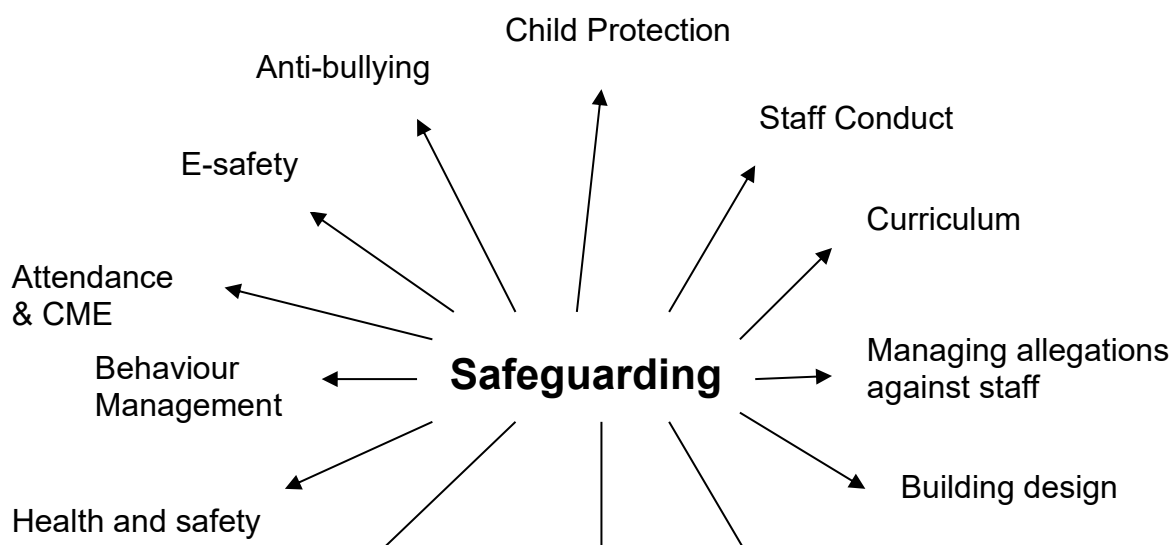 Child Protection
Anti-bullying
Staff Conduct
E-safety
Curriculum
Attendance
& CME
Behaviour
Management
Safeguarding
Managing allegations
against staff
Building design
Health and safety